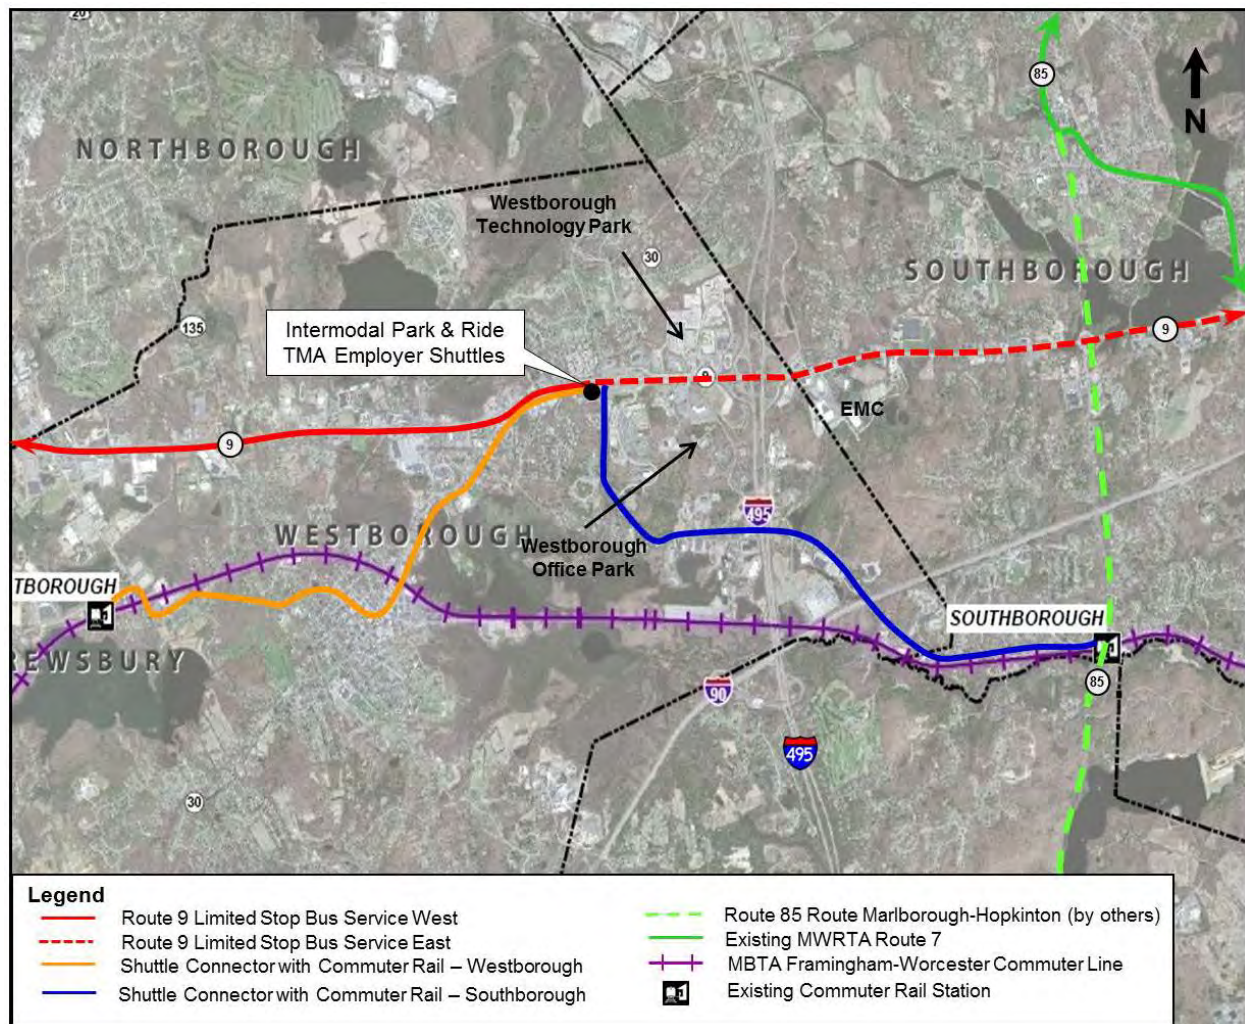 20
85
N
NORTHBOROUGH
Westborough
Technology Park
30
SOUTHBOROUGH
135
Intermodal Park & Ride
TMA Employer Shuttles
9
9
EMC
9
495
WESTBOROUGH
Westborough
Office Park
TBOROUGH
SOUTHBOROUGH
REWSBURY
90
85
495
30
Legend
Route 9 Limited Stop Bus Service West
Route 9 Limited Stop Bus Service East
Shuttle Connector with Commuter Rail – Westborough
Shuttle Connector with Commuter Rail – Southborough
Route 85 Route Marlborough-Hopkinton (by others)
Existing MWRTA Route 7
MBTA Framingham-Worcester Commuter Line
Existing Commuter Rail Station